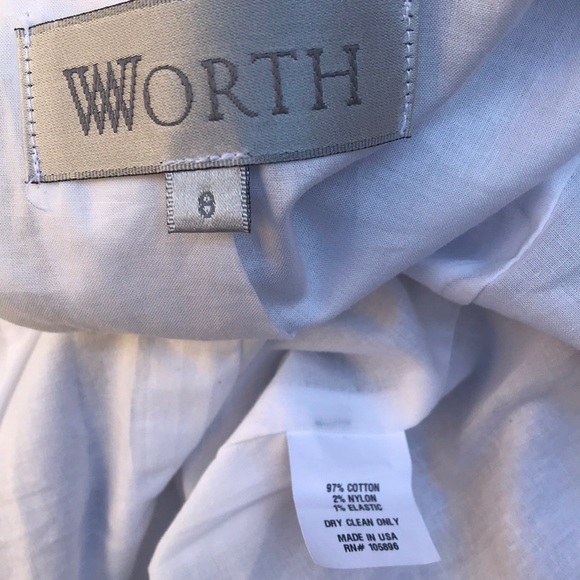 WORTH
8
97% COTTON
2% NYLON
1% ELASTIC
DRY CLEAN ONLY
MADE IN USA
RN# 105896